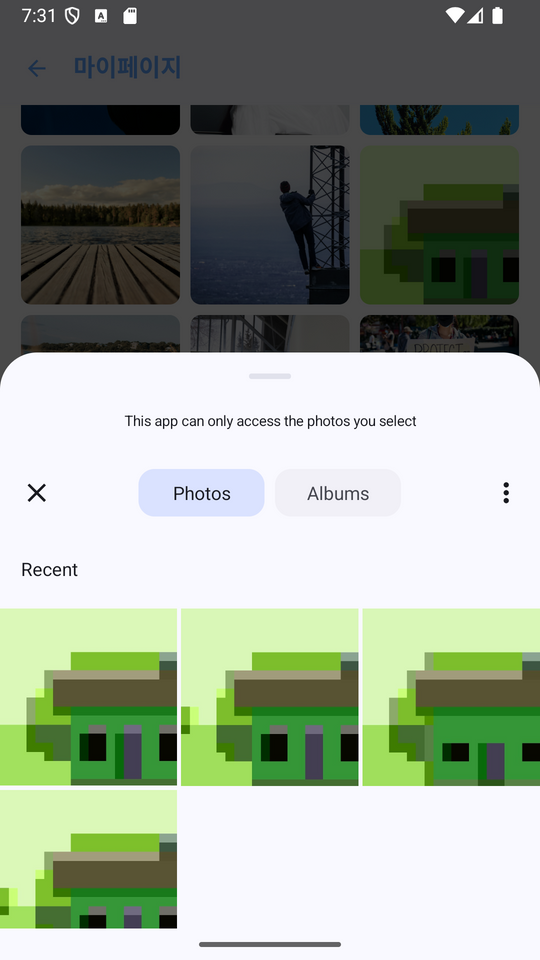 7:31
마이페이지
PROTECT
This app can only access the photos you select
Photos
Albums
Recent